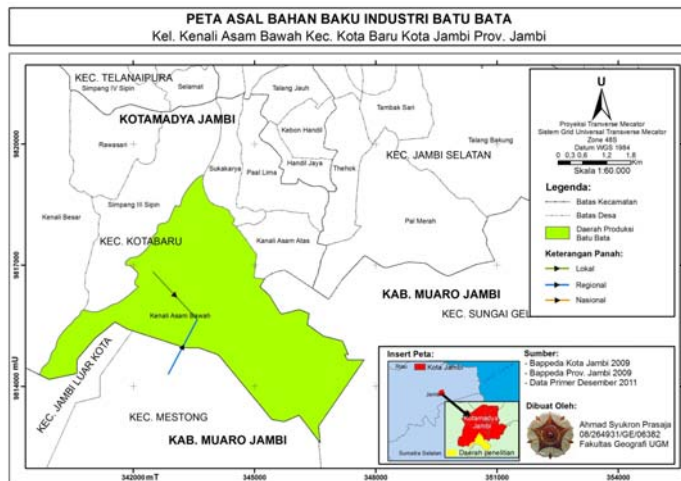 PETA ASAL BAHAN BAKU INDUSTRI BATU BATA
Kel. Kenali Asam Bawah Kec. Kota Baru Kota Jambi Prov. Jambi
KEC. TELANAIPURA
Simpang IV Sipin
Selamat
Talang Jauh
KOTAMADYA JAMBI
Tambak Sari
Kebon Handil
Rawasari
Talang Bakung
KEC. JAMBI SELATAN
Handil Jaya
Sukakarya
Paal Lima
Thehok
Simpang III Sipin
Kenali Besar
Pal Merah
KEC. KOTABARU
Kenali Asam Atas
KAB. MUARO JAMBI
KEC. SUNGAI GEL
Kenali Asam Bawah
KEC. JAMBI LUAR KOTA
KEC. MESTONG
KAB. MUARO JAMBI
9820000
9817000
9814000 mU
342000 mT
345000
348000
351000
354000
U
Proyeksi Tranverse Mecator
Sistem Grid Universal Tranverse Mecator
Zone 48S
Datum WGS 1984
0 0,3 0,6 1,2 1,8
Km
Skala 1:60.000
Legenda:
Batas Kecamatan
Batas Desa
Daerah Produksi
Batu Bata
Keterangan Panah:
Lokal
Regional
Nasional
Insert Peta:
Riau
Kota Jambi
Jambi
Kotamadya
Jambi
Sumatra Selatan
Daerah penelitian
Sumber:
- Bappeda Kota Jambi 2009
- Bappeda Prov. Jambi 2009
- Data Primer Desember 2011
Dibuat Oleh:
Ahmad Syukron Prasaja
08/264931/GE/06382
Fakultas Geografi UGM